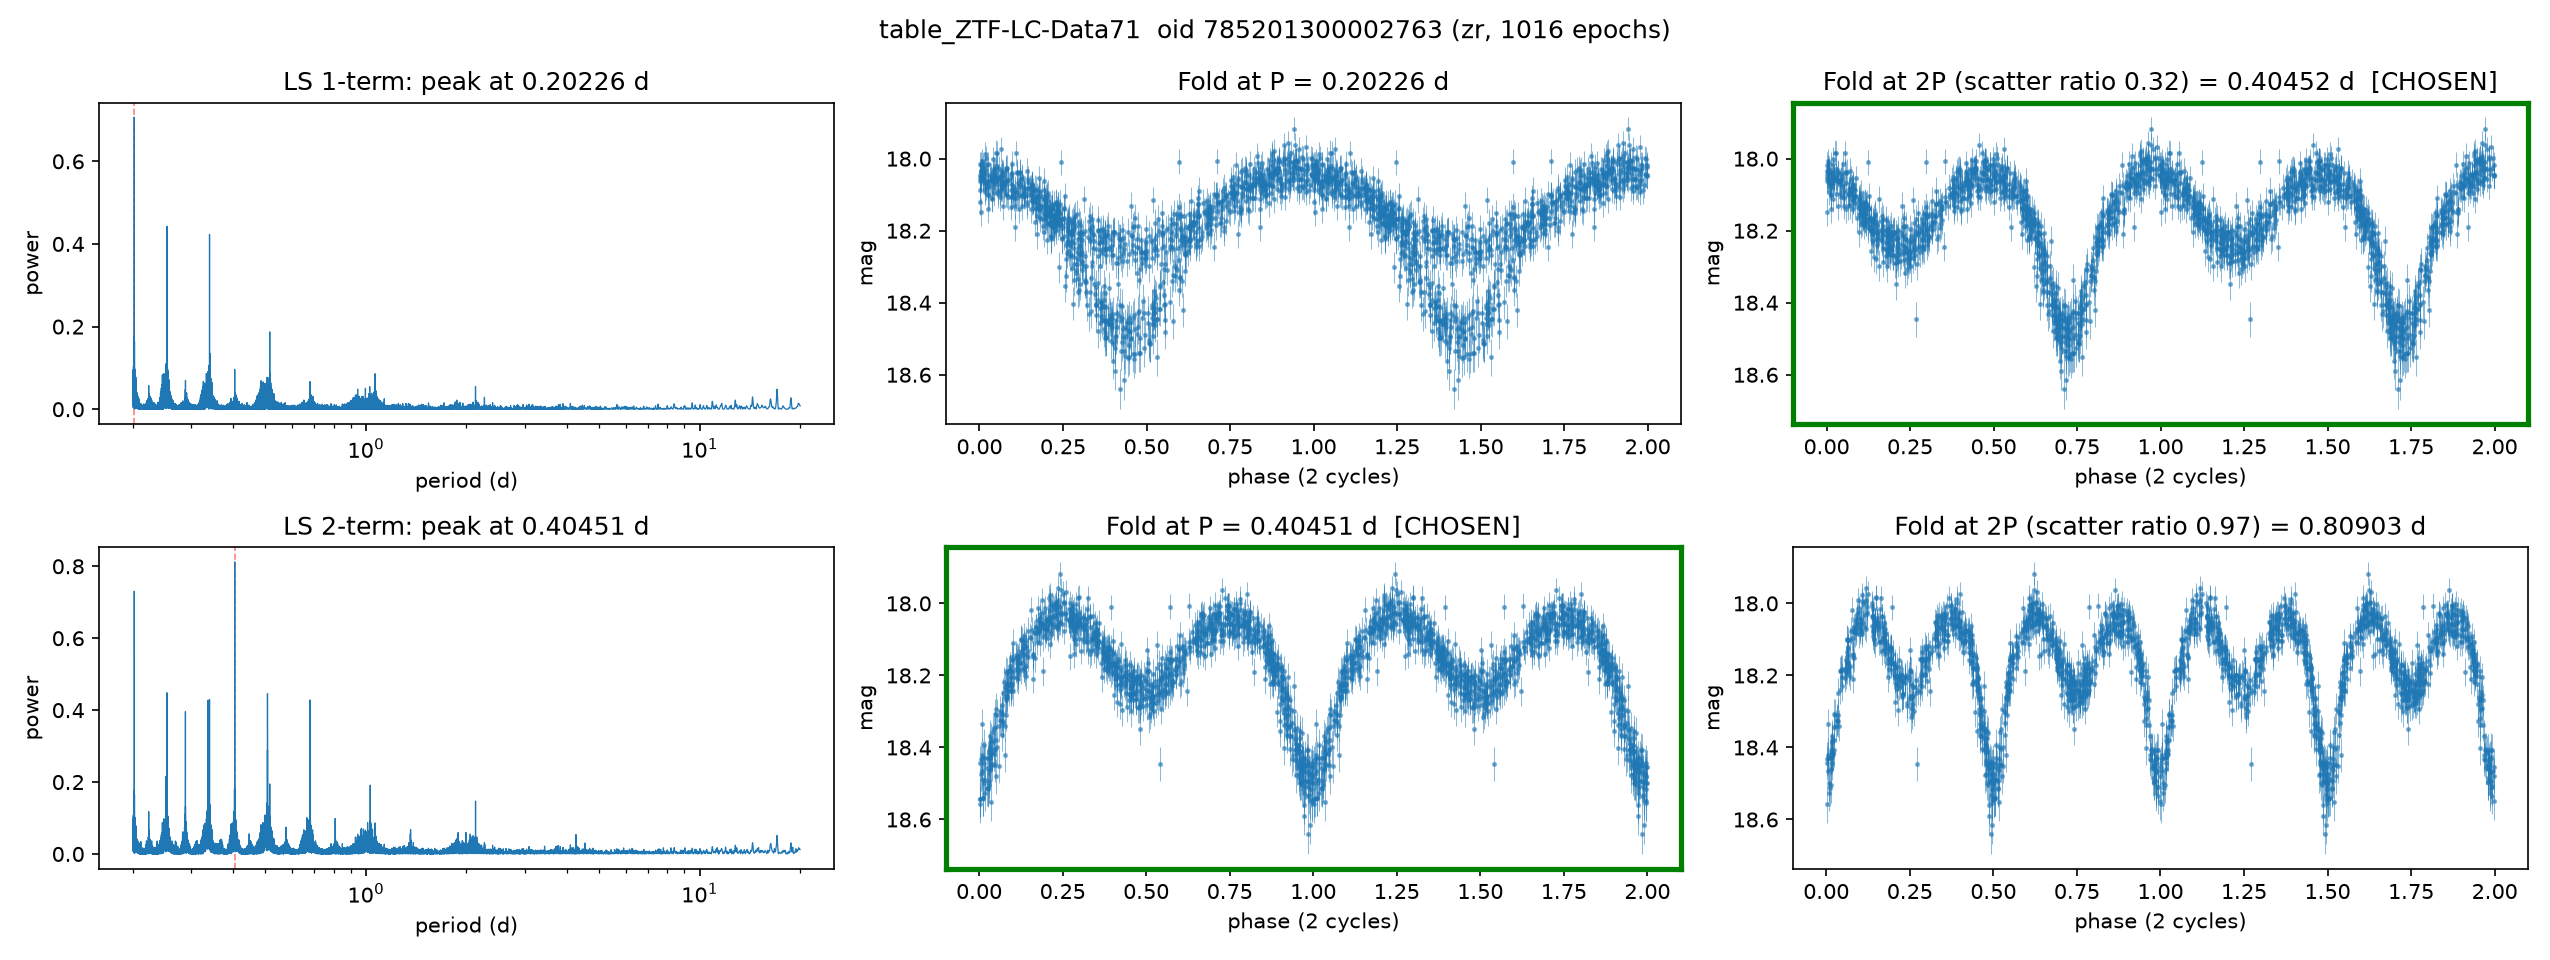 table_ZTF-LC-Data71  oid 785201300002763 (zr, 1016 epochs)
LS 1-term: peak at 0.20226 d
power
0.6
0.4
0.2
0.0
10⁰
10¹
period (d)
Fold at P = 0.20226 d
mag
18.0
18.2
18.4
18.6
0.00 0.25 0.50 0.75 1.00 1.25 1.50 1.75 2.00
phase (2 cycles)
Fold at 2P (scatter ratio 0.32) = 0.40452 d  [CHOSEN]
mag
18.0
18.2
18.4
18.6
0.00 0.25 0.50 0.75 1.00 1.25 1.50 1.75 2.00
phase (2 cycles)
LS 2-term: peak at 0.40451 d
power
0.8
0.6
0.4
0.2
0.0
10⁰
10¹
period (d)
Fold at P = 0.40451 d  [CHOSEN]
mag
18.0
18.2
18.4
18.6
0.00 0.25 0.50 0.75 1.00 1.25 1.50 1.75 2.00
phase (2 cycles)
Fold at 2P (scatter ratio 0.97) = 0.80903 d
mag
18.0
18.2
18.4
18.6
0.00 0.25 0.50 0.75 1.00 1.25 1.50 1.75 2.00
phase (2 cycles)